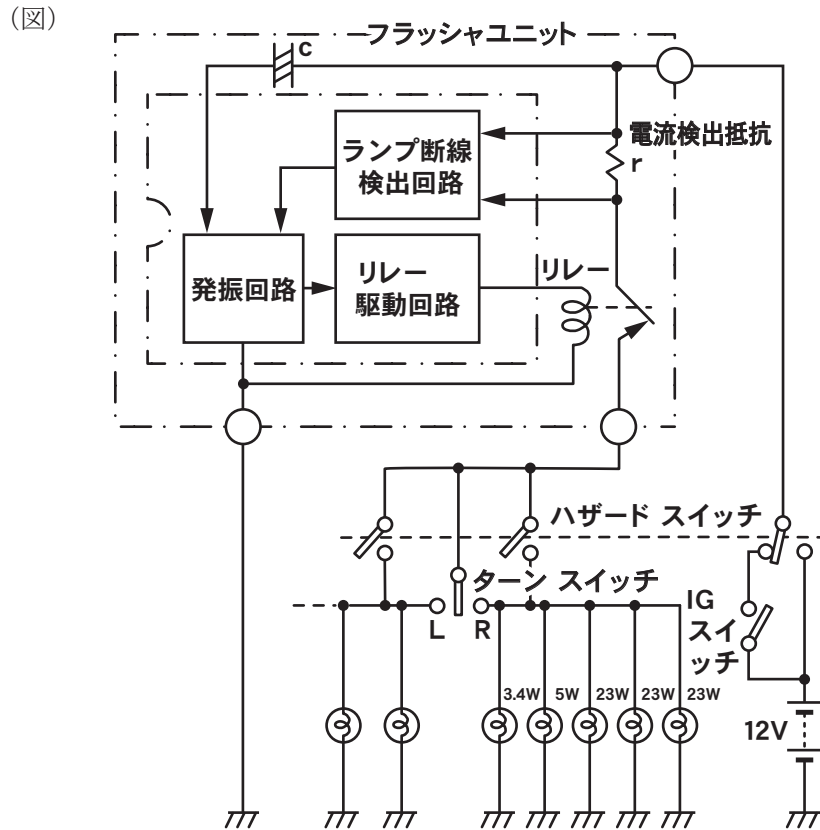 （図）
フラッシャユニット
c
電流検出抵抗
r
ランプ断線
検出回路
発振回路
リレー
駆動回路
リレー
ハザード スイッチ
ターン スイッチ
L
R
IG
スイ
ッチ
3.4W
5W
23W
23W
23W
12V